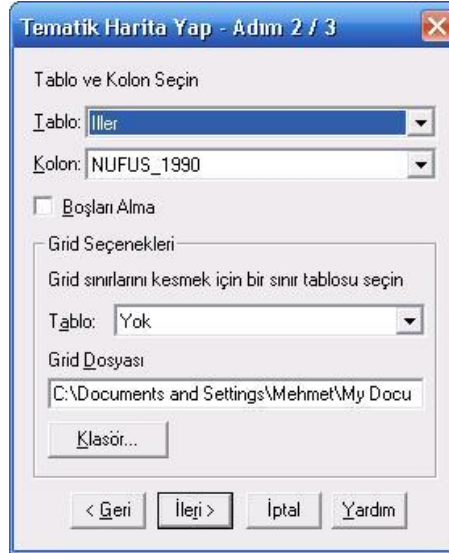 Tematik Harita Yap - Adım 2 / 3
Tablo ve Kolon Seçin
Tablo: Iller
Kolon: NUFUS_1990
Boşları Alma
Grid Seçenekleri
Grid sınırlarını kesmek için bir sınır tablosu seçin
Tablo: Yok
Grid Dosyası
C:\Documents and Settings\Mehmet\My Docu
Klasör...
< Geri İleri > İptal Yardım